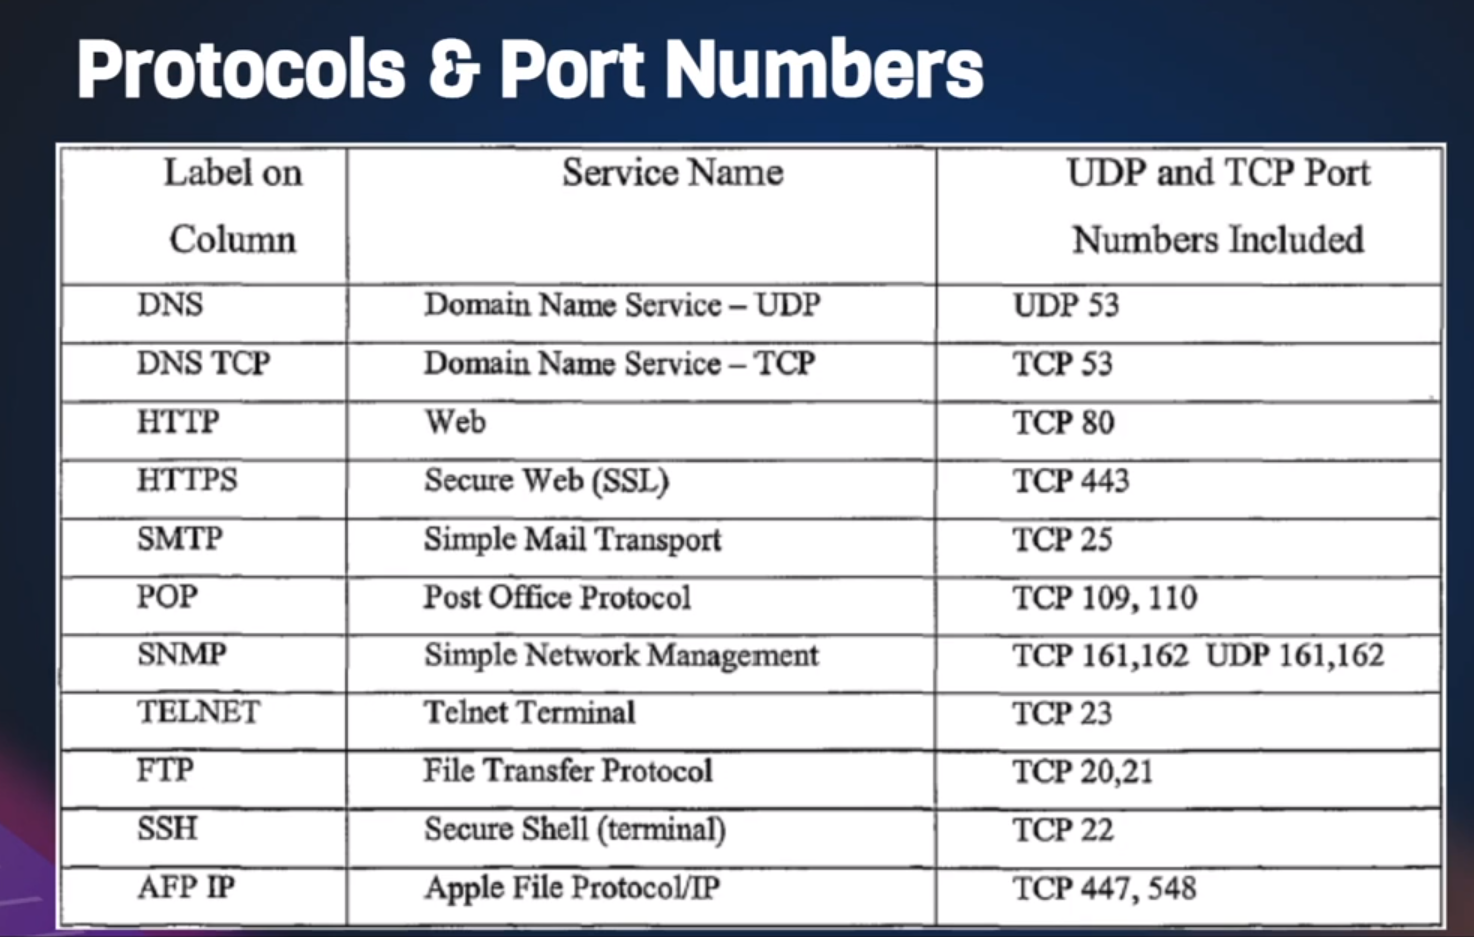 Protocols & Port Numbers
Label on Column Service Name UDP and TCP Port Numbers Included
DNS Domain Name Service – UDP UDP 53
DNS TCP Domain Name Service – TCP TCP 53
HTTP Web TCP 80
HTTPS Secure Web (SSL) TCP 443
SMTP Simple Mail Transport TCP 25
POP Post Office Protocol TCP 109, 110
SNMP Simple Network Management TCP 161,162 UDP 161,162
TELNET Telnet Terminal TCP 23
FTP File Transfer Protocol TCP 20,21
SSH Secure Shell (terminal) TCP 22
AFP IP Apple File Protocol/IP TCP 447, 548